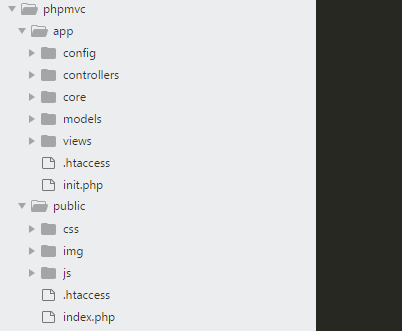 phpmvc
app
config
controllers
core
models
views
.htaccess
init.php
public
css
img
js
.htaccess
index.php